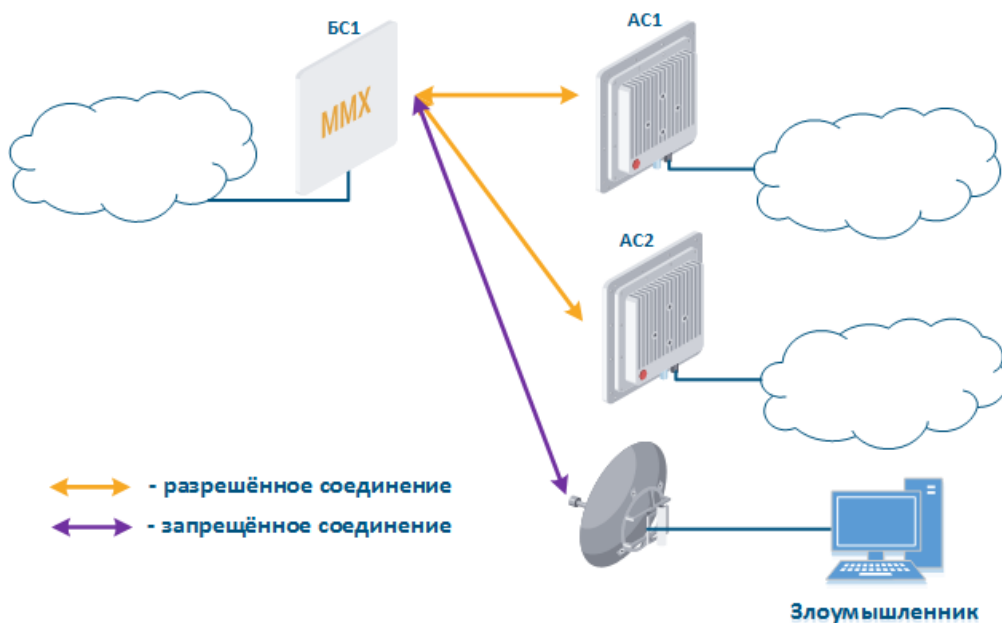 БС1
АС1
MMX
АС2
- разрешённое соединение
- запрещённое соединение
Злоумышленник